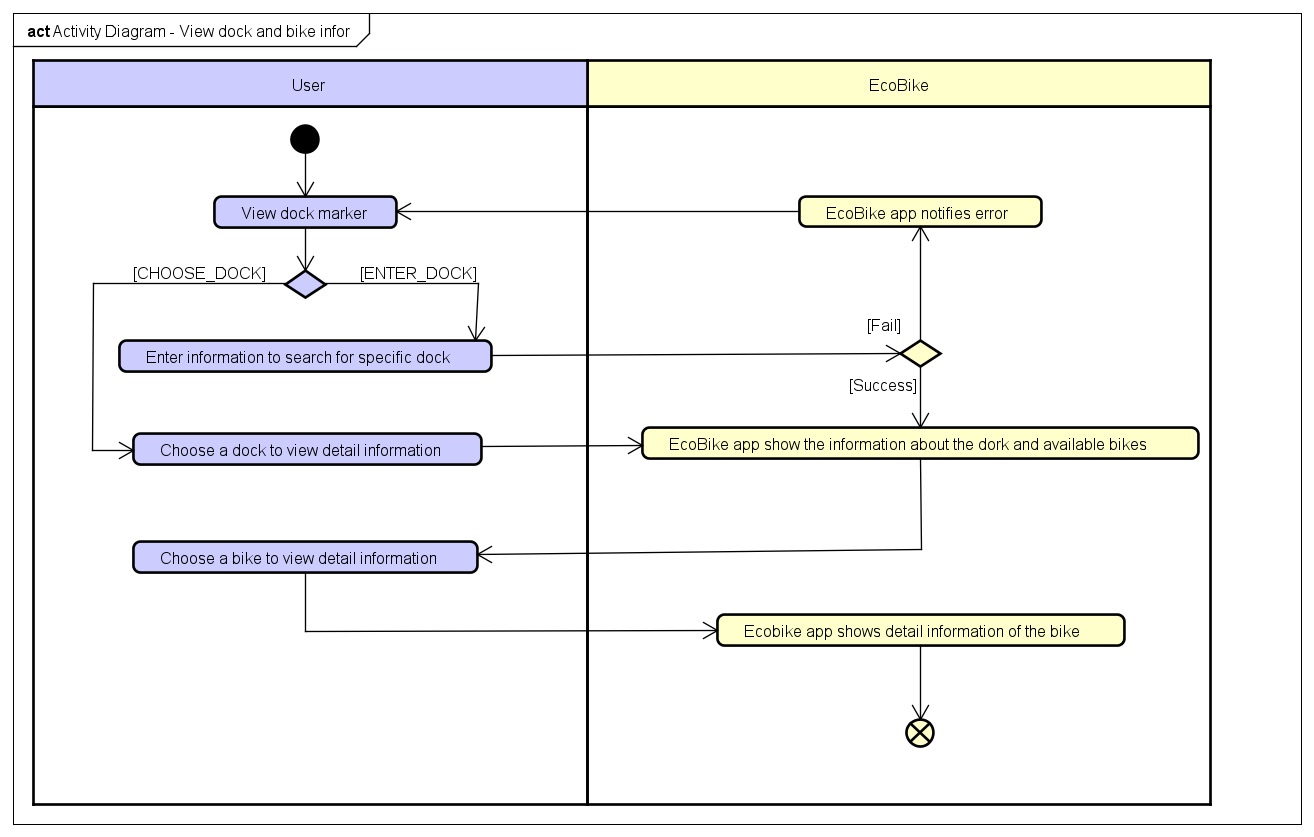 act Activity Diagram - View dock and bike infor
User
EcoBike
View dock marker
EcoBike app notifies error
[CHOOSE_DOCK]
[ENTER_DOCK]
[Fail]
Enter information to search for specific dock
[Success]
Choose a dock to view detail information
EcoBike app show the information about the dork and available bikes
Choose a bike to view detail information
Ecobike app shows detail information of the bike